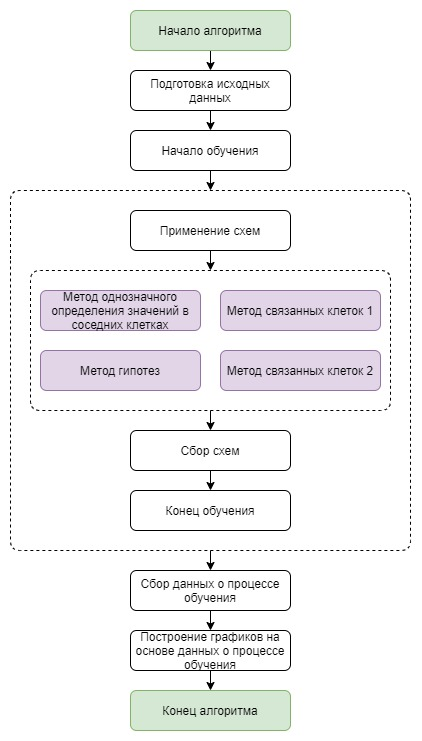 Начало алгоритма
Подготовка исходных
данных
Начало обучения
Применение схем
Метод однозначного
определения значений в
соседних клетках
Метод связанных клеток 1
Метод гипотез
Метод связанных клеток 2
Сбор схем
Конец обучения
Сбор данных о процессе
обучения
Построение графиков на
основе данных о процессе
обучения
Конец алгоритма